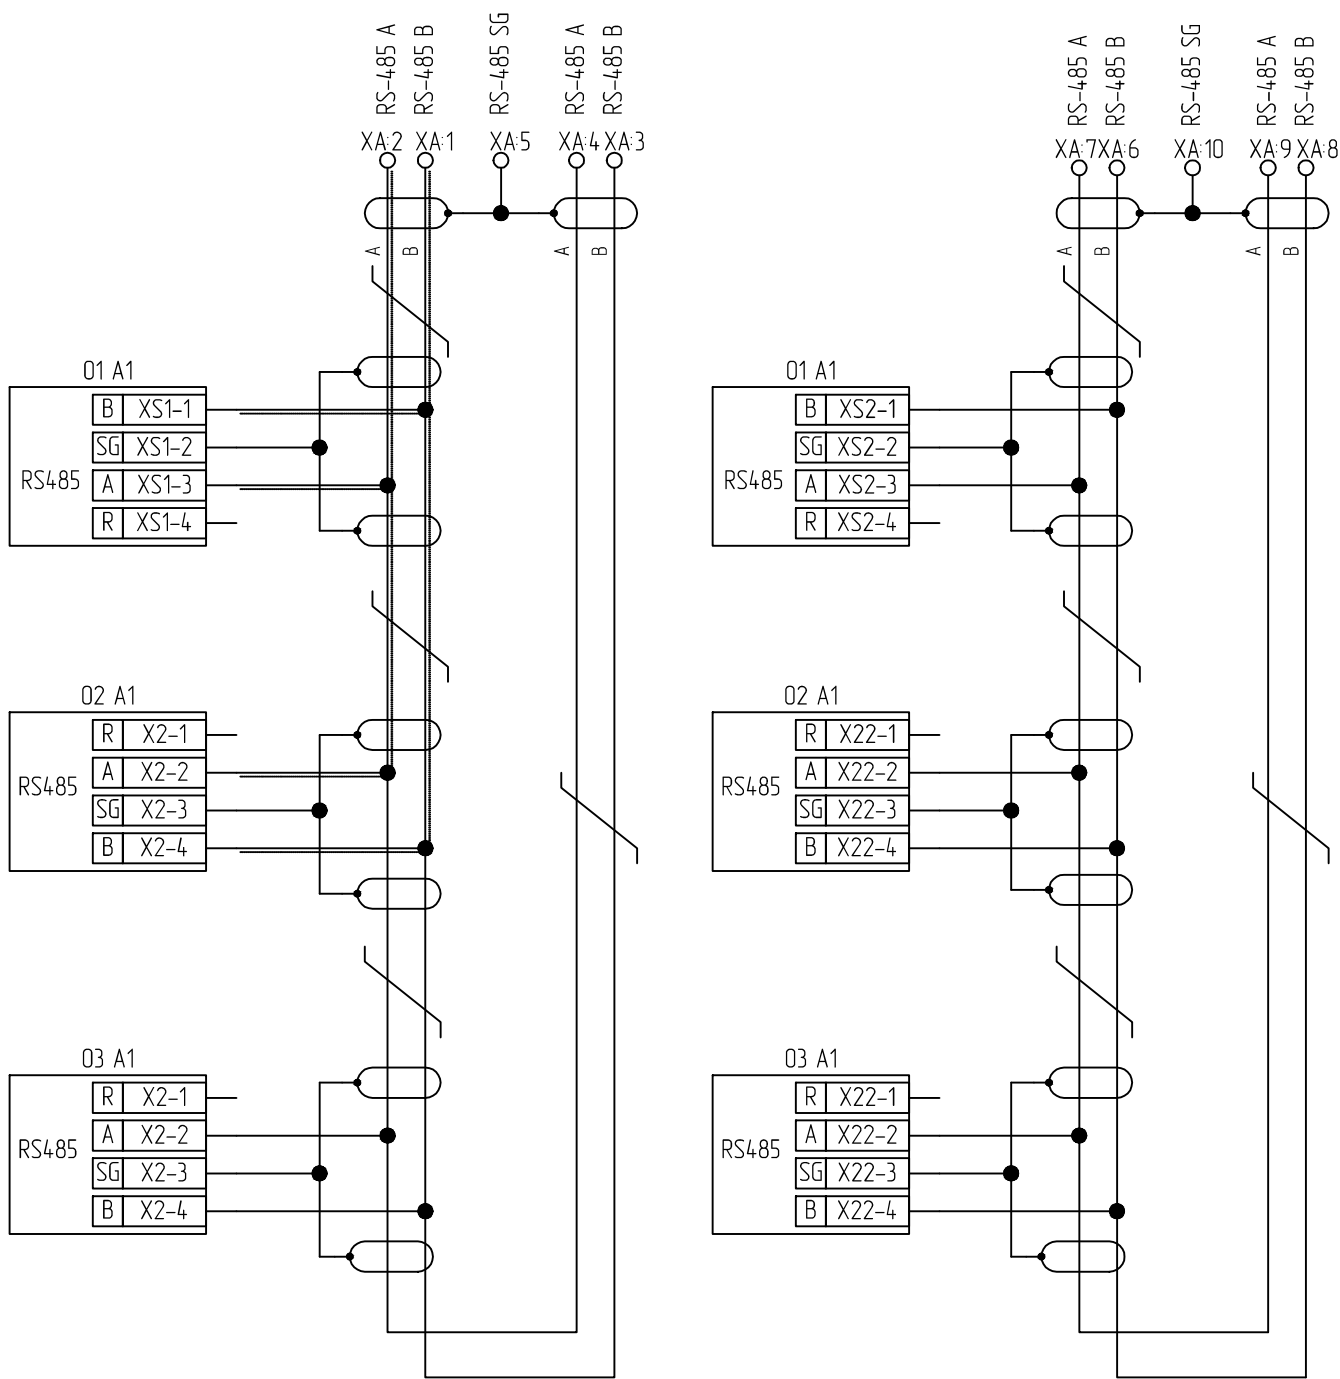 RS-485 A
RS-485 B
RS-485 SG
RS-485 A
RS-485 B
XA:2
XA:1
XA:5
XA:4
XA:3
A
B
A
B
01 A1
RS485
B XS1-1
SG XS1-2
A XS1-3
R XS1-4
02 A1
RS485
R X2-1
A X2-2
SG X2-3
B X2-4
03 A1
RS485
R X2-1
A X2-2
SG X2-3
B X2-4
RS-485 A
RS-485 B
RS-485 SG
RS-485 A
RS-485 B
XA:7
XA:6
XA:10
XA:9
XA:8
A
B
A
B
01 A1
RS485
B XS2-1
SG XS2-2
A XS2-3
R XS2-4
02 A1
RS485
R X22-1
A X22-2
SG X22-3
B X22-4
03 A1
RS485
R X22-1
A X22-2
SG X22-3
B X22-4